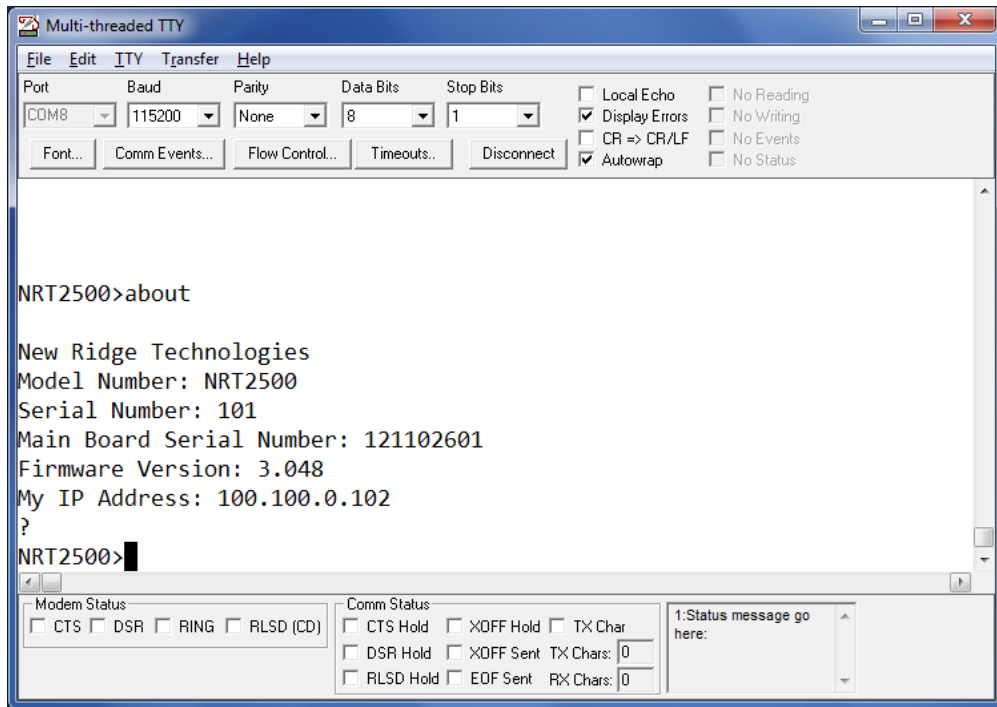 Multi-threaded TTY
File Edit TTY Transfer Help
Port Baud Parity Data Bits Stop Bits
COM8 115200 None 8 1
Local Echo No Reading
Display Errors No Writing
CR => CR/LF No Events
Autowrap No Status
Font... Comm Events... Flow Control... Timeouts.. Disconnect
NRT2500>about
New Ridge Technologies
Model Number: NRT2500
Serial Number: 101
Main Board Serial Number: 121102601
Firmware Version: 3.048
My IP Address: 100.100.0.102
?
NRT2500>
Modem Status
CTS DSR RING RLSD (CD)
Comm Status
CTS Hold XOFF Hold TX Char
DSR Hold XOFF Sent TX Chars: 0
RLSD Hold EOF Sent RX Chars: 0
1:Status message go
here: